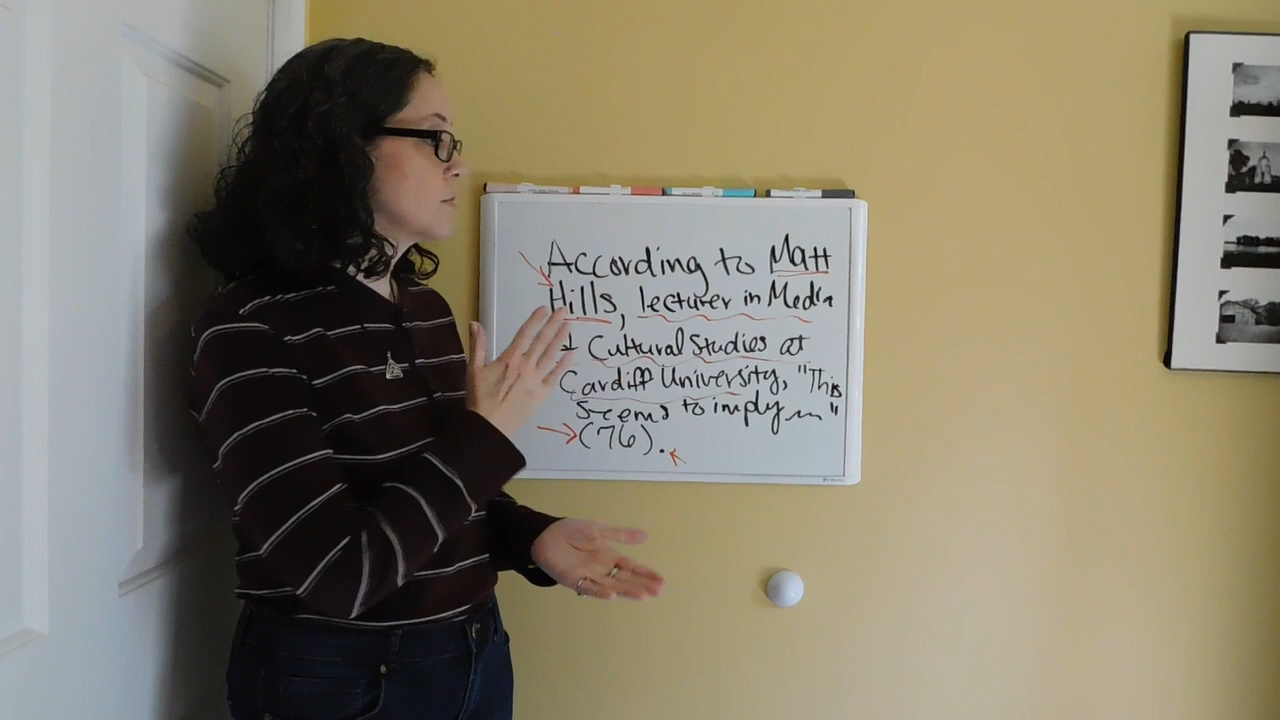 According to Matt
Hills, lecturer in Media
& Cultural Studies at
Cardiff University, "This
seems to imply "
(76).